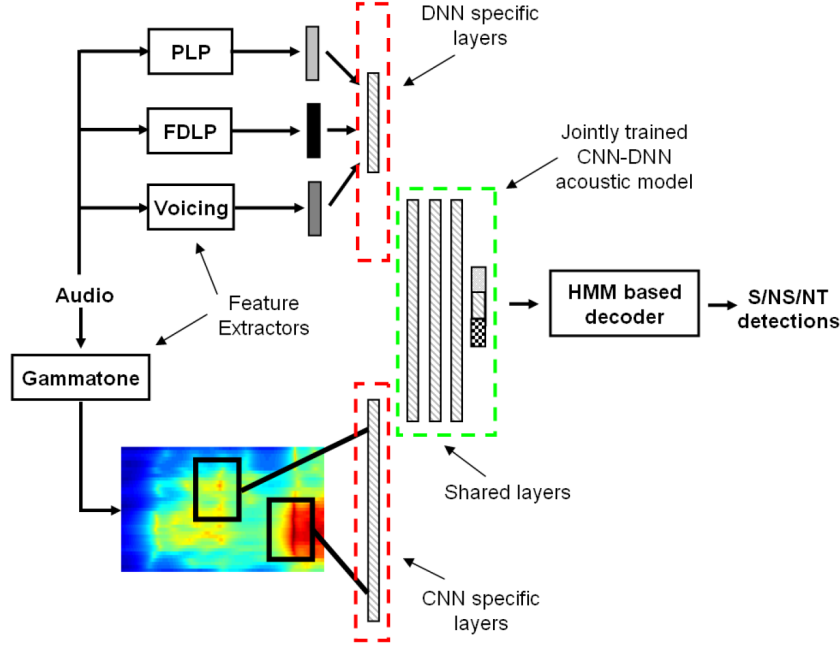 DNN specific
layers
PLP
FDLP
Voicing
Jointly trained
CNN-DNN
acoustic model
Audio
Feature
Extractors
HMM based
decoder
S/NS/NT
detections
Gammatone
Shared layers
CNN specific
layers